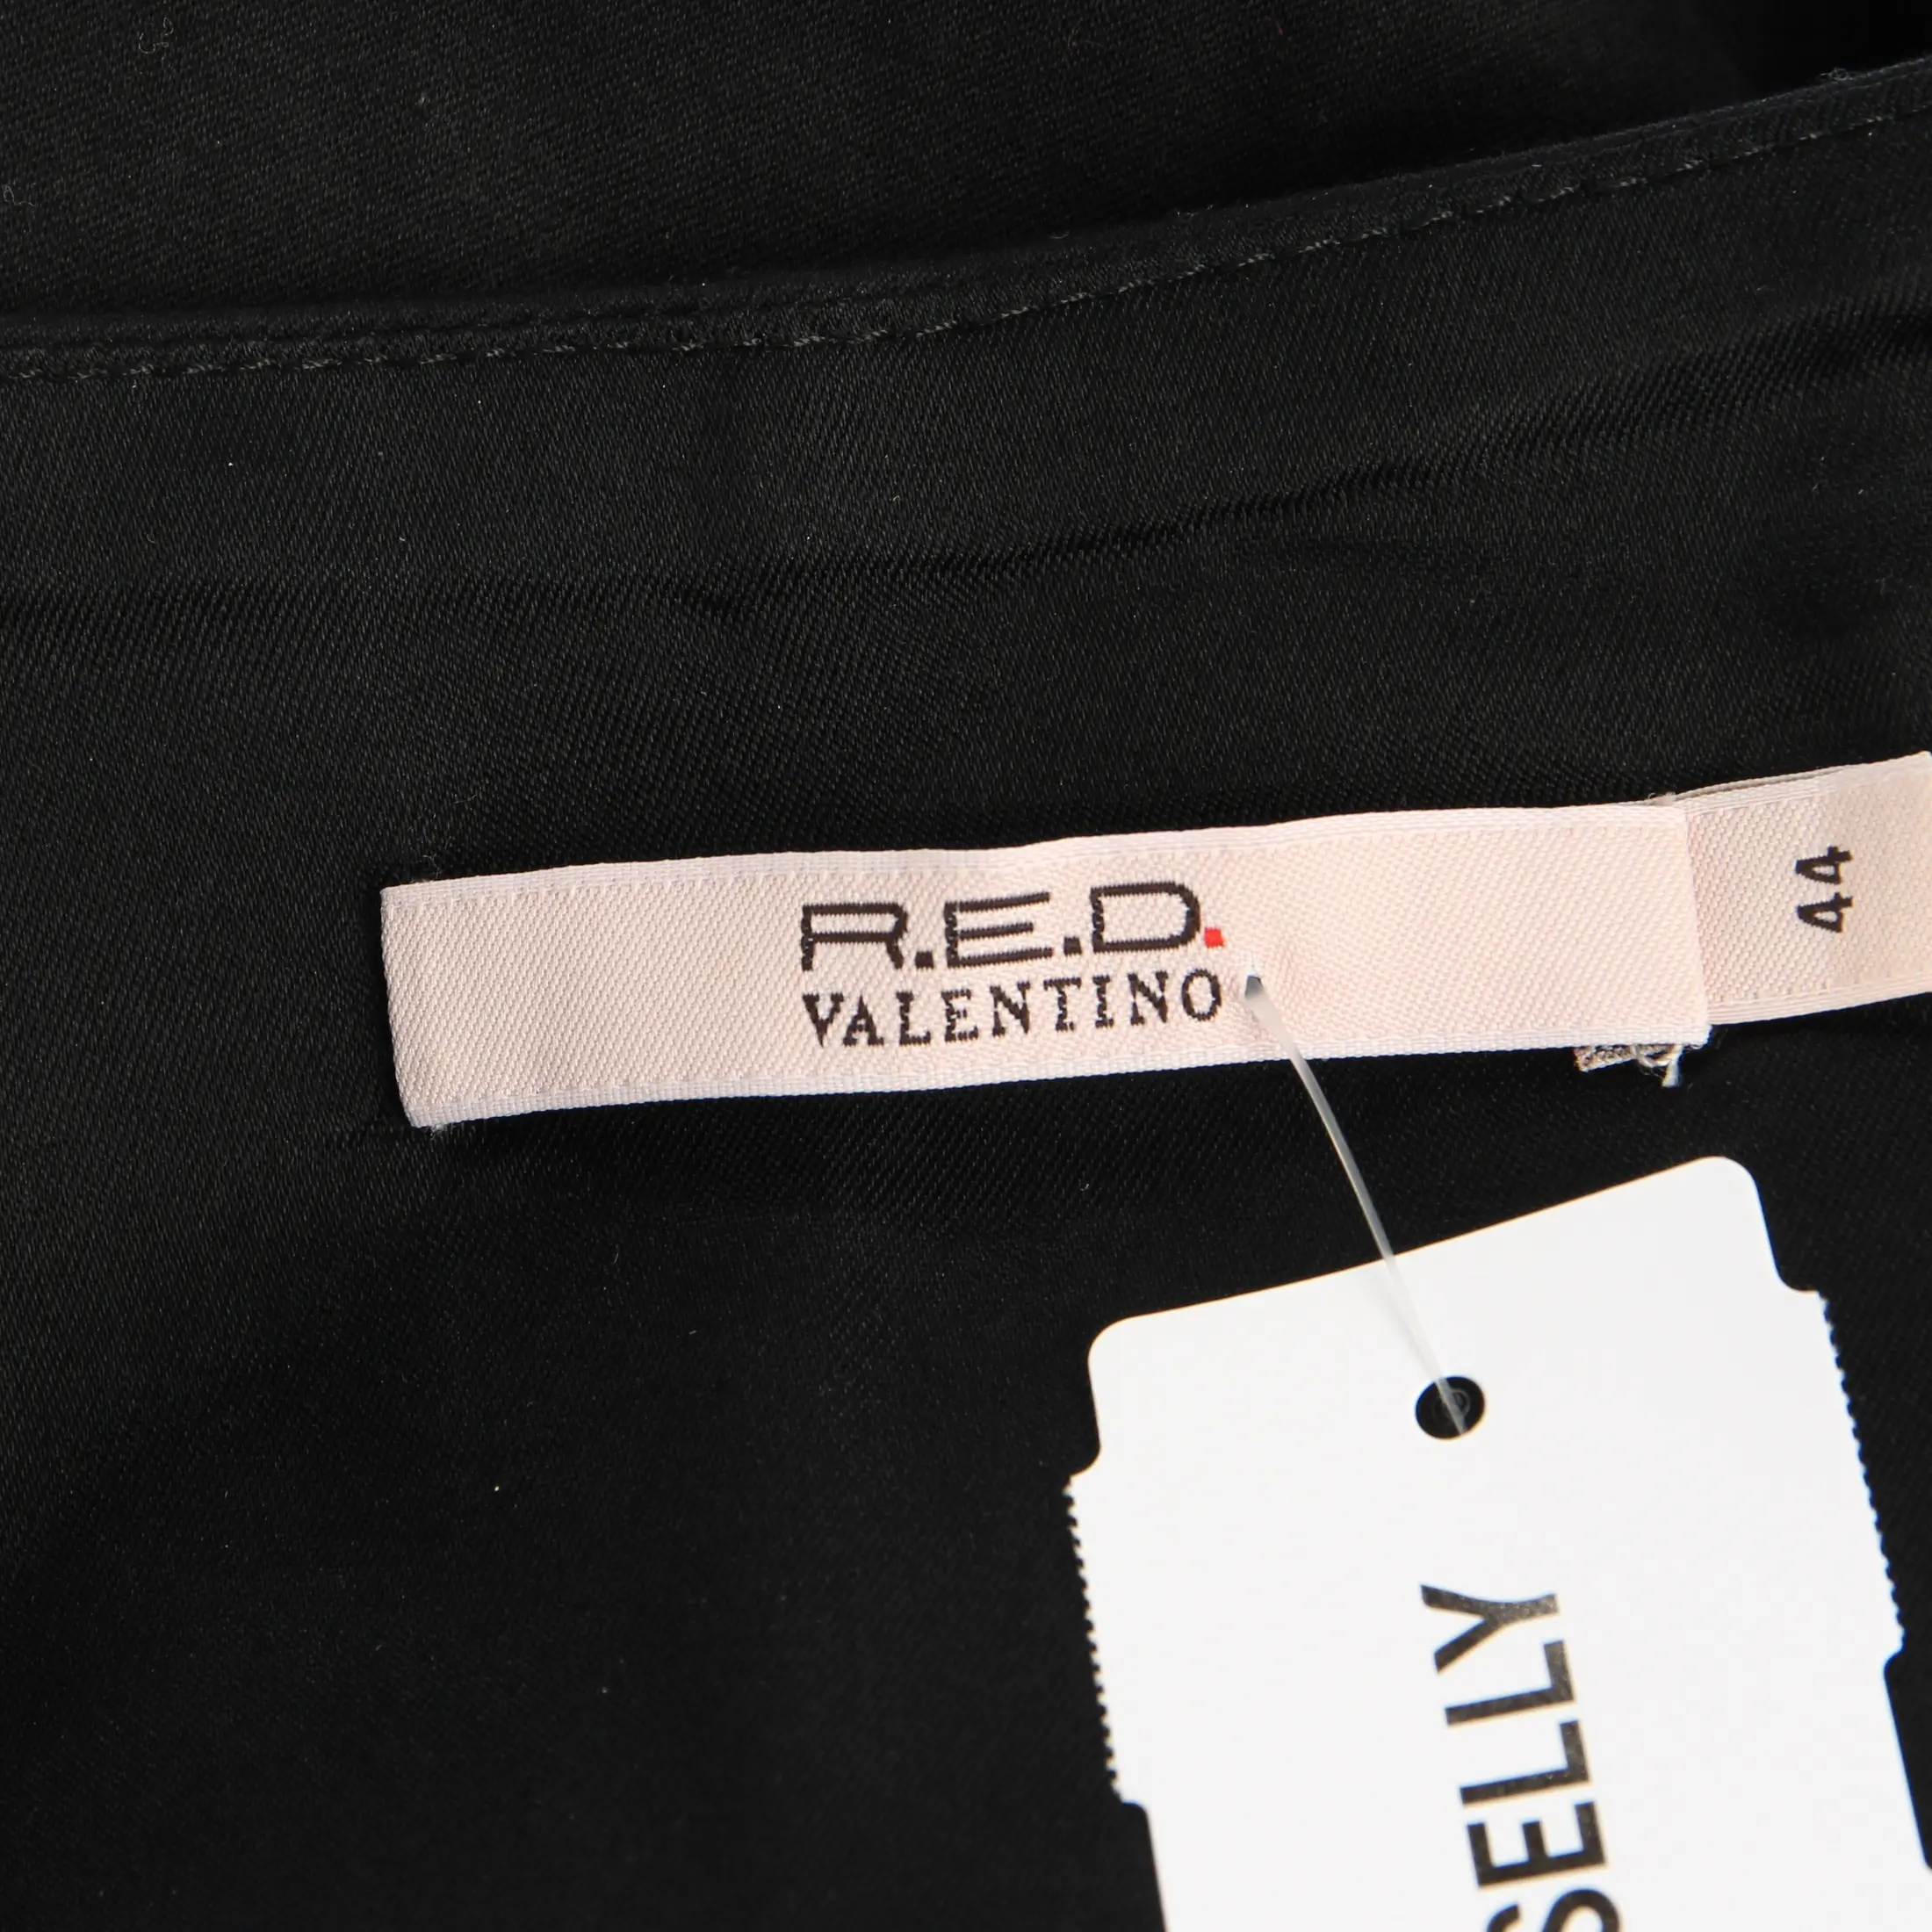 R.E.D.
VALENTINO
44
SELLY